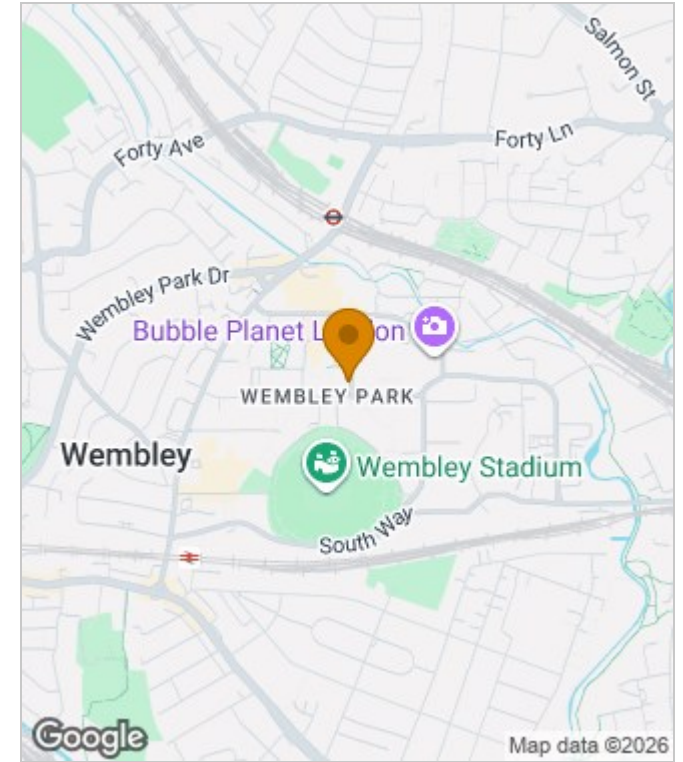 Salmon St
Forty Ln
Forty Ave
Wembley Park Dr
Bubble Planet L
on
WEMBLEY PARK
Wembley
Wembley Stadium
South Way
Google
Map data ©2026